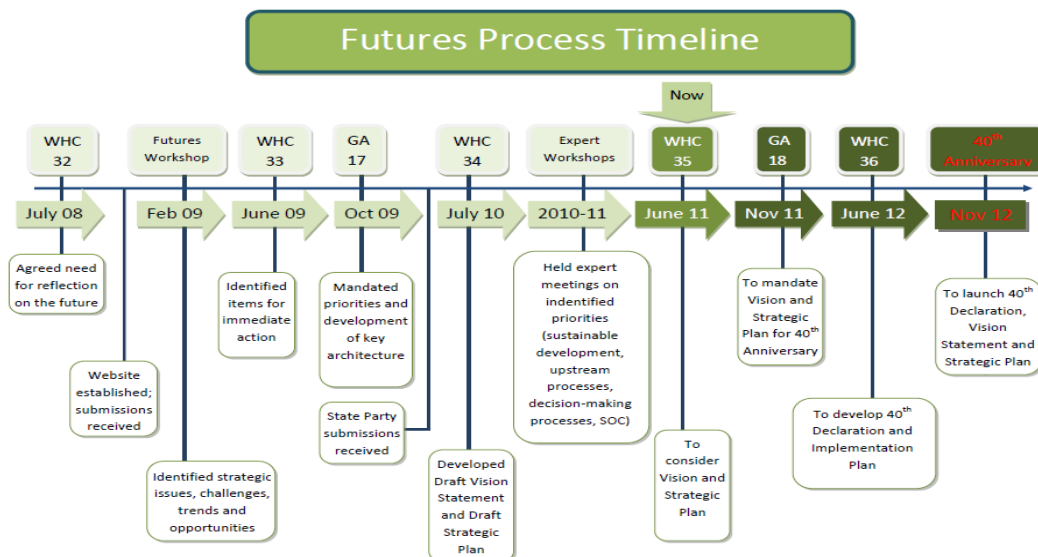 Futures Process Timeline
Now
WHC
32
Futures
Workshop
WHC
33
GA
17
WHC
34
Expert
Workshops
WHC
35
GA
18
WHC
36
40th
Anniversary
July 08
Feb 09
June 09
Oct 09
July 10
2010-11
June 11
Nov 11
June 12
Nov 12
Agreed need
for reflection
on the future
Website
established;
submissions
received
Identified strategic
issues, challenges,
trends and
opportunities
Identified
items for
immediate
action
Mandated
priorities and
development
of key
architecture
State Party
submissions
received
Developed
Draft Vision
Statement
and Draft
Strategic
Plan
Held expert
meetings on
indentified
priorities
(sustainable
development,
upstream
processes,
decision-making
processes, SOC)
To
consider
Vision and
Strategic
Plan
To mandate
Vision and
Strategic
Plan for 40th
Anniversary
To develop 40th
Declaration and
Implementation
Plan
To launch 40th
Declaration,
Vision
Statement and
Strategic Plan